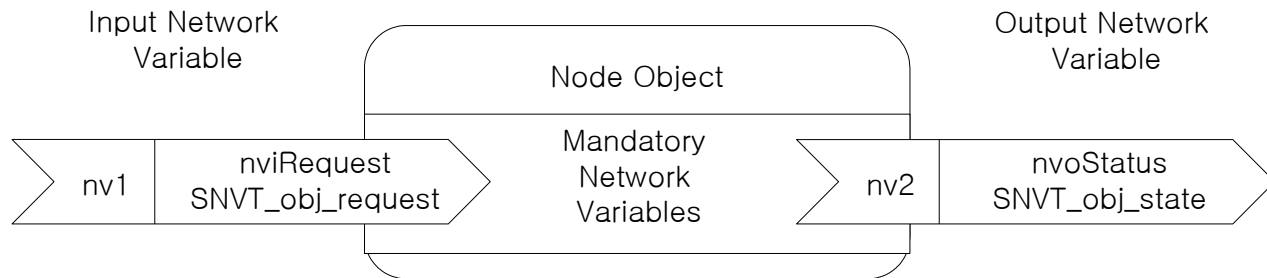 Input Network
Variable
Output Network
Variable
Node Object
Mandatory
Network
Variables
nv1
nviRequest
SNVT_obj_request
nv2
nvoStatus
SNVT_obj_state